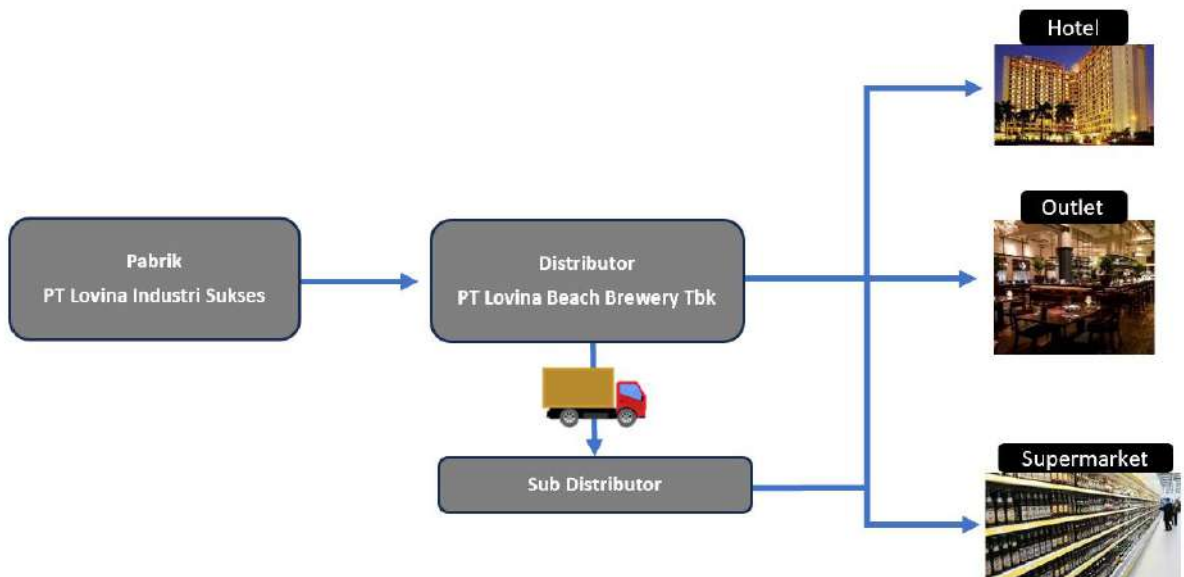 Hotel
Outlet
Pabrik
PT Lovina Industri Sukses
Distributor
PT Lovina Beach Brewery Tbk
Supermarket
Sub Distributor